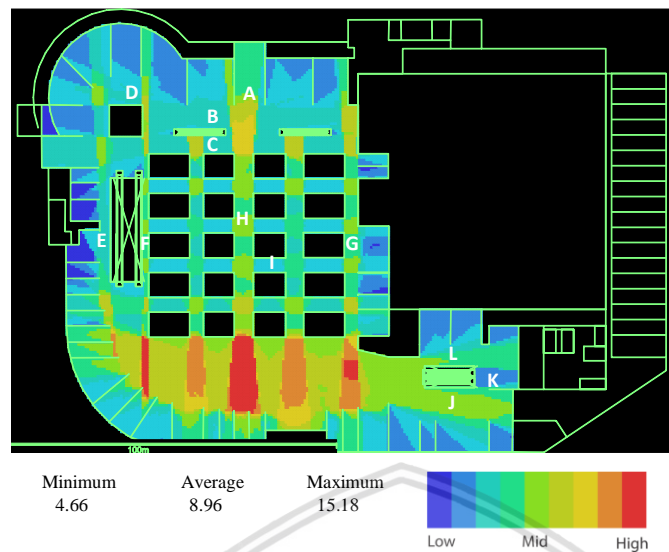 D
A
B
C
H
E
F
G
I
L
K
J
100m
Minimum Average Maximum
4.66 8.96 15.18
Low Mid High